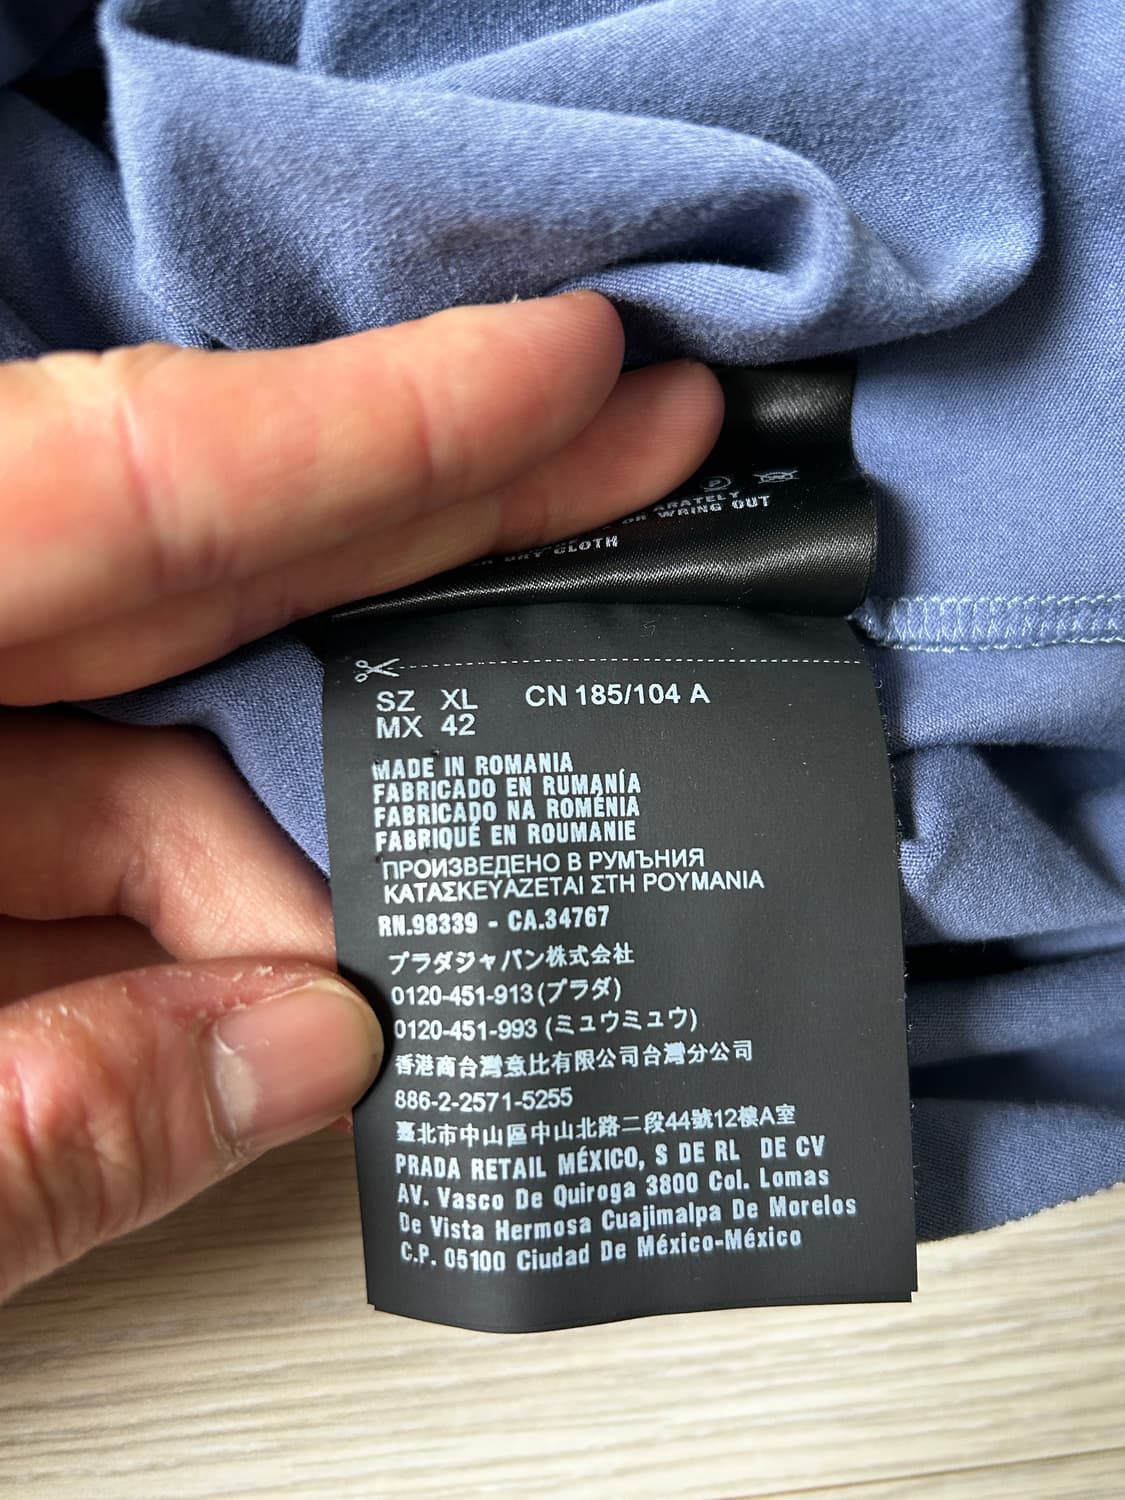 ARATELY
OR WRING OUT
DRY CLOTH
SZ XL CN 185/104 A
MX 42
MADE IN ROMANIA
FABRICADO EN RUMANÍA
FABRICADO NA ROMÉNIA
FABRIQUÉ EN ROUMANIE
ПРОИЗВЕДЕНО В РУМЪНИЯ
ΚΑΤΑΣΚΕΥΑΖΕΤΑΙ ΣΤΗ ΡΟΥΜΑΝΙΑ
RN.98339 - CA.34767
プラダジャパン株式会社
0120-451-913(プラダ)
0120-451-993 (ミュウミュウ)
香港商台灣意比有限公司台灣分公司
886-2-2571-5255
臺北市中山區中山北路二段44號12樓A室
PRADA RETAIL MÉXICO, S DE RL DE CV
AV. Vasco De Quiroga 3800 Col. Lomas
De Vista Hermosa Cuajimalpa De Morelos
C.P. 05100 Ciudad De México-México